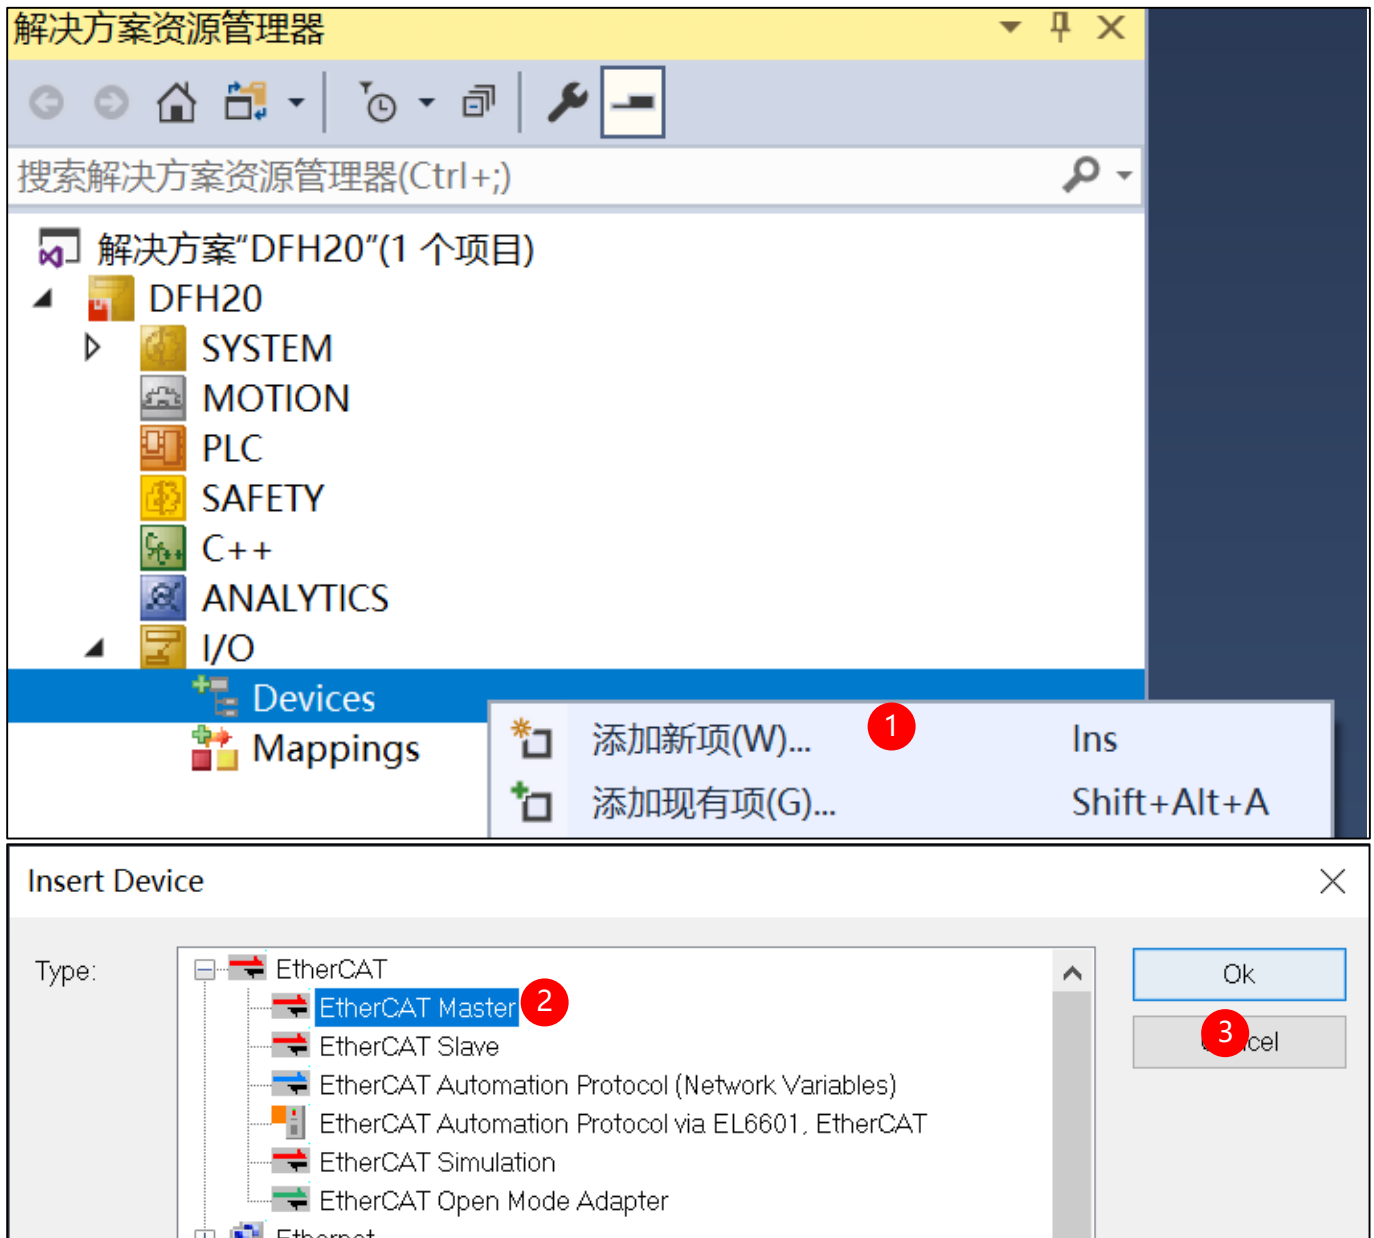 解决方案资源管理器
搜索解决方案资源管理器(Ctrl+;)
解决方案"DFH20"(1 个项目)
DFH20
SYSTEM
MOTION
PLC
SAFETY
C++
ANALYTICS
I/O
Devices
Mappings
添加新项(W)... 1 Ins
添加现有项(G)... Shift+Alt+A
Insert Device
Type:
EtherCAT
Ok
EtherCAT Master 2
EtherCAT Slave
3
EtherCAT Automation Protocol (Network Variables)
EtherCAT Automation Protocol via EL6601, EtherCAT
EtherCAT Simulation
EtherCAT Open Mode Adapter
Ethernet